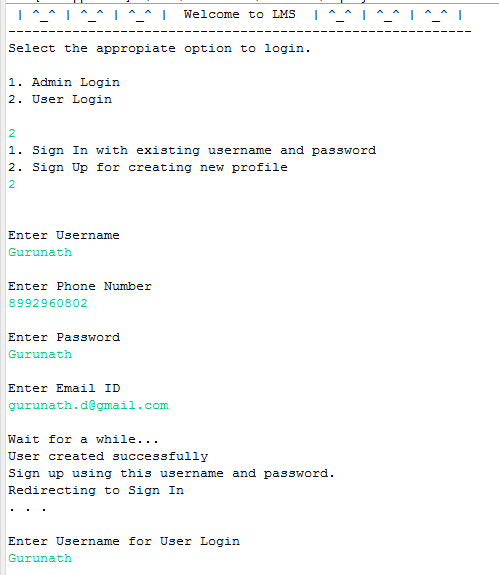 | ^_^ | ^_^ | ^_^ |  Welcome to LMS  | ^_^ | ^_^ | ^_^ |
----------------------------------------------------------
Select the appropiate option to login.
1. Admin Login
2. User Login
2
1. Sign In with existing username and password
2. Sign Up for creating new profile
2
Enter Username
Gurunath
Enter Phone Number
8992960802
Enter Password
Gurunath
Enter Email ID
gurunath.d@gmail.com
Wait for a while...
User created successfully
Sign up using this username and password.
Redirecting to Sign In
. . .
Enter Username for User Login
Gurunath